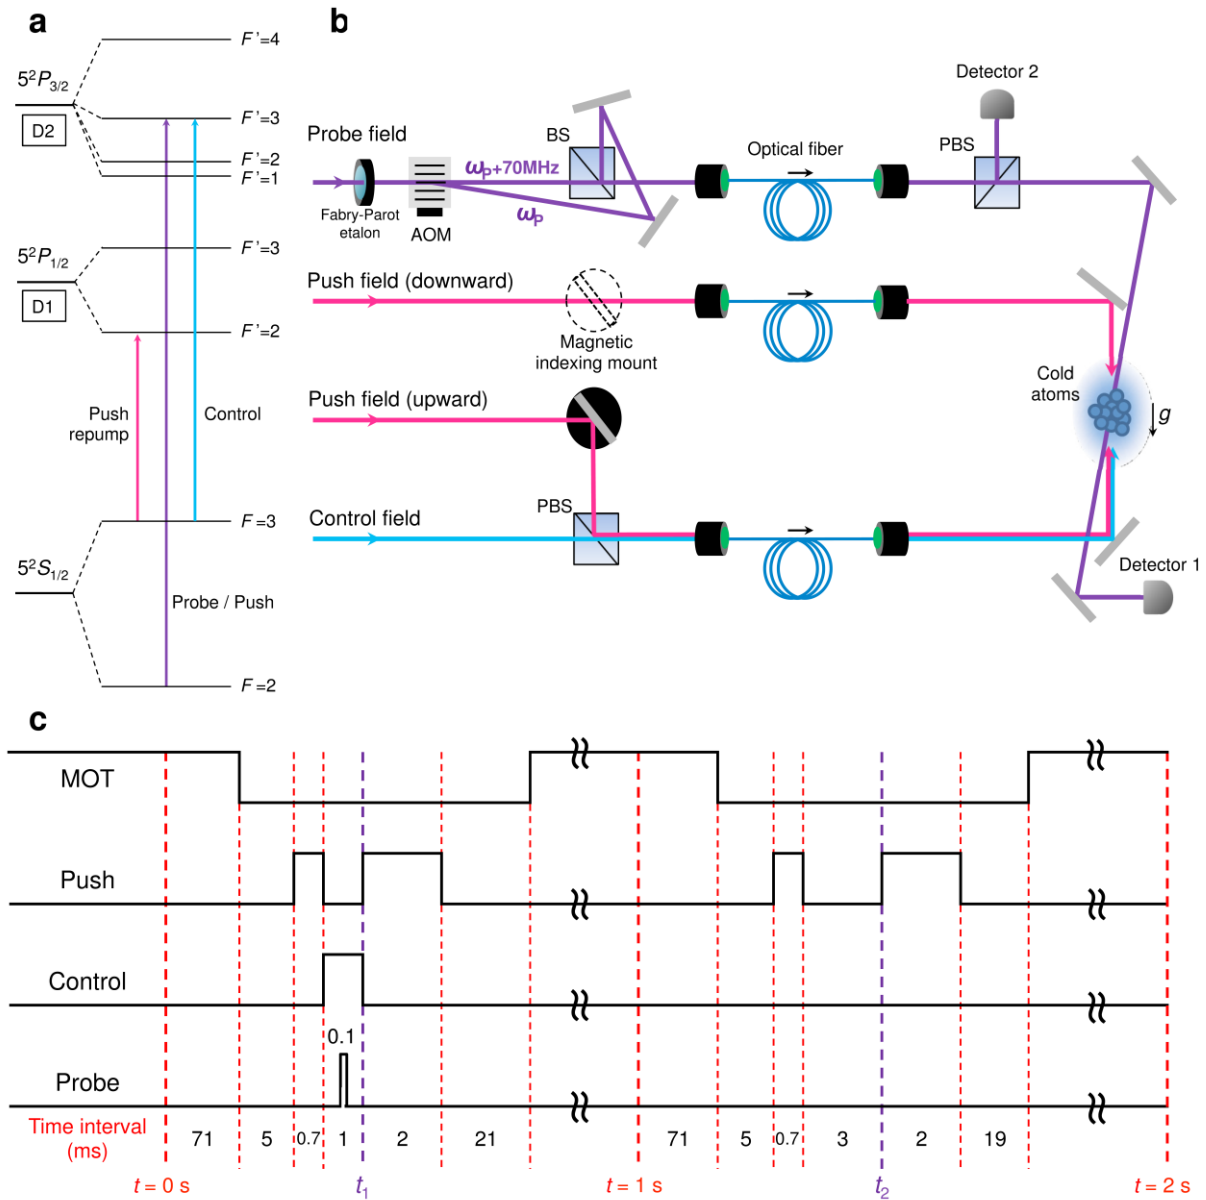 a
F'=4
5²P3/2
D2
F'=3
F'=2
F'=1
5²P1/2
D1
F'=3
F'=2
Push
repump
Control
F=3
5²S1/2
Probe / Push
F=2
b
Detector 2
Probe field
BS
Optical fiber
PBS
ωP+70MHz
ωP
Fabry-Parot
etalon
AOM
Push field (downward)
Magnetic
indexing mount
Cold
atoms
g
Push field (upward)
PBS
Control field
Detector 1
c
MOT
Push
Control
0.1
Probe
Time interval
(ms)
71 5 0.7 1 2 21 71 5 0.7 3 2 19
t = 0 s t1 t = 1 s t2 t = 2 s